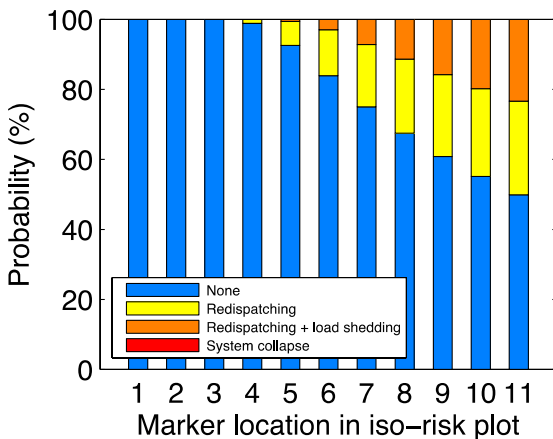 100
80
60
40
20
0
Probability (%)
None
Redispatching
Redispatching + load shedding
System collapse
1 2 3 4 5 6 7 8 9 10 11
Marker location in iso−risk plot